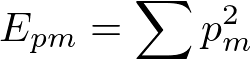 E_{pm} = \sum p_m^2